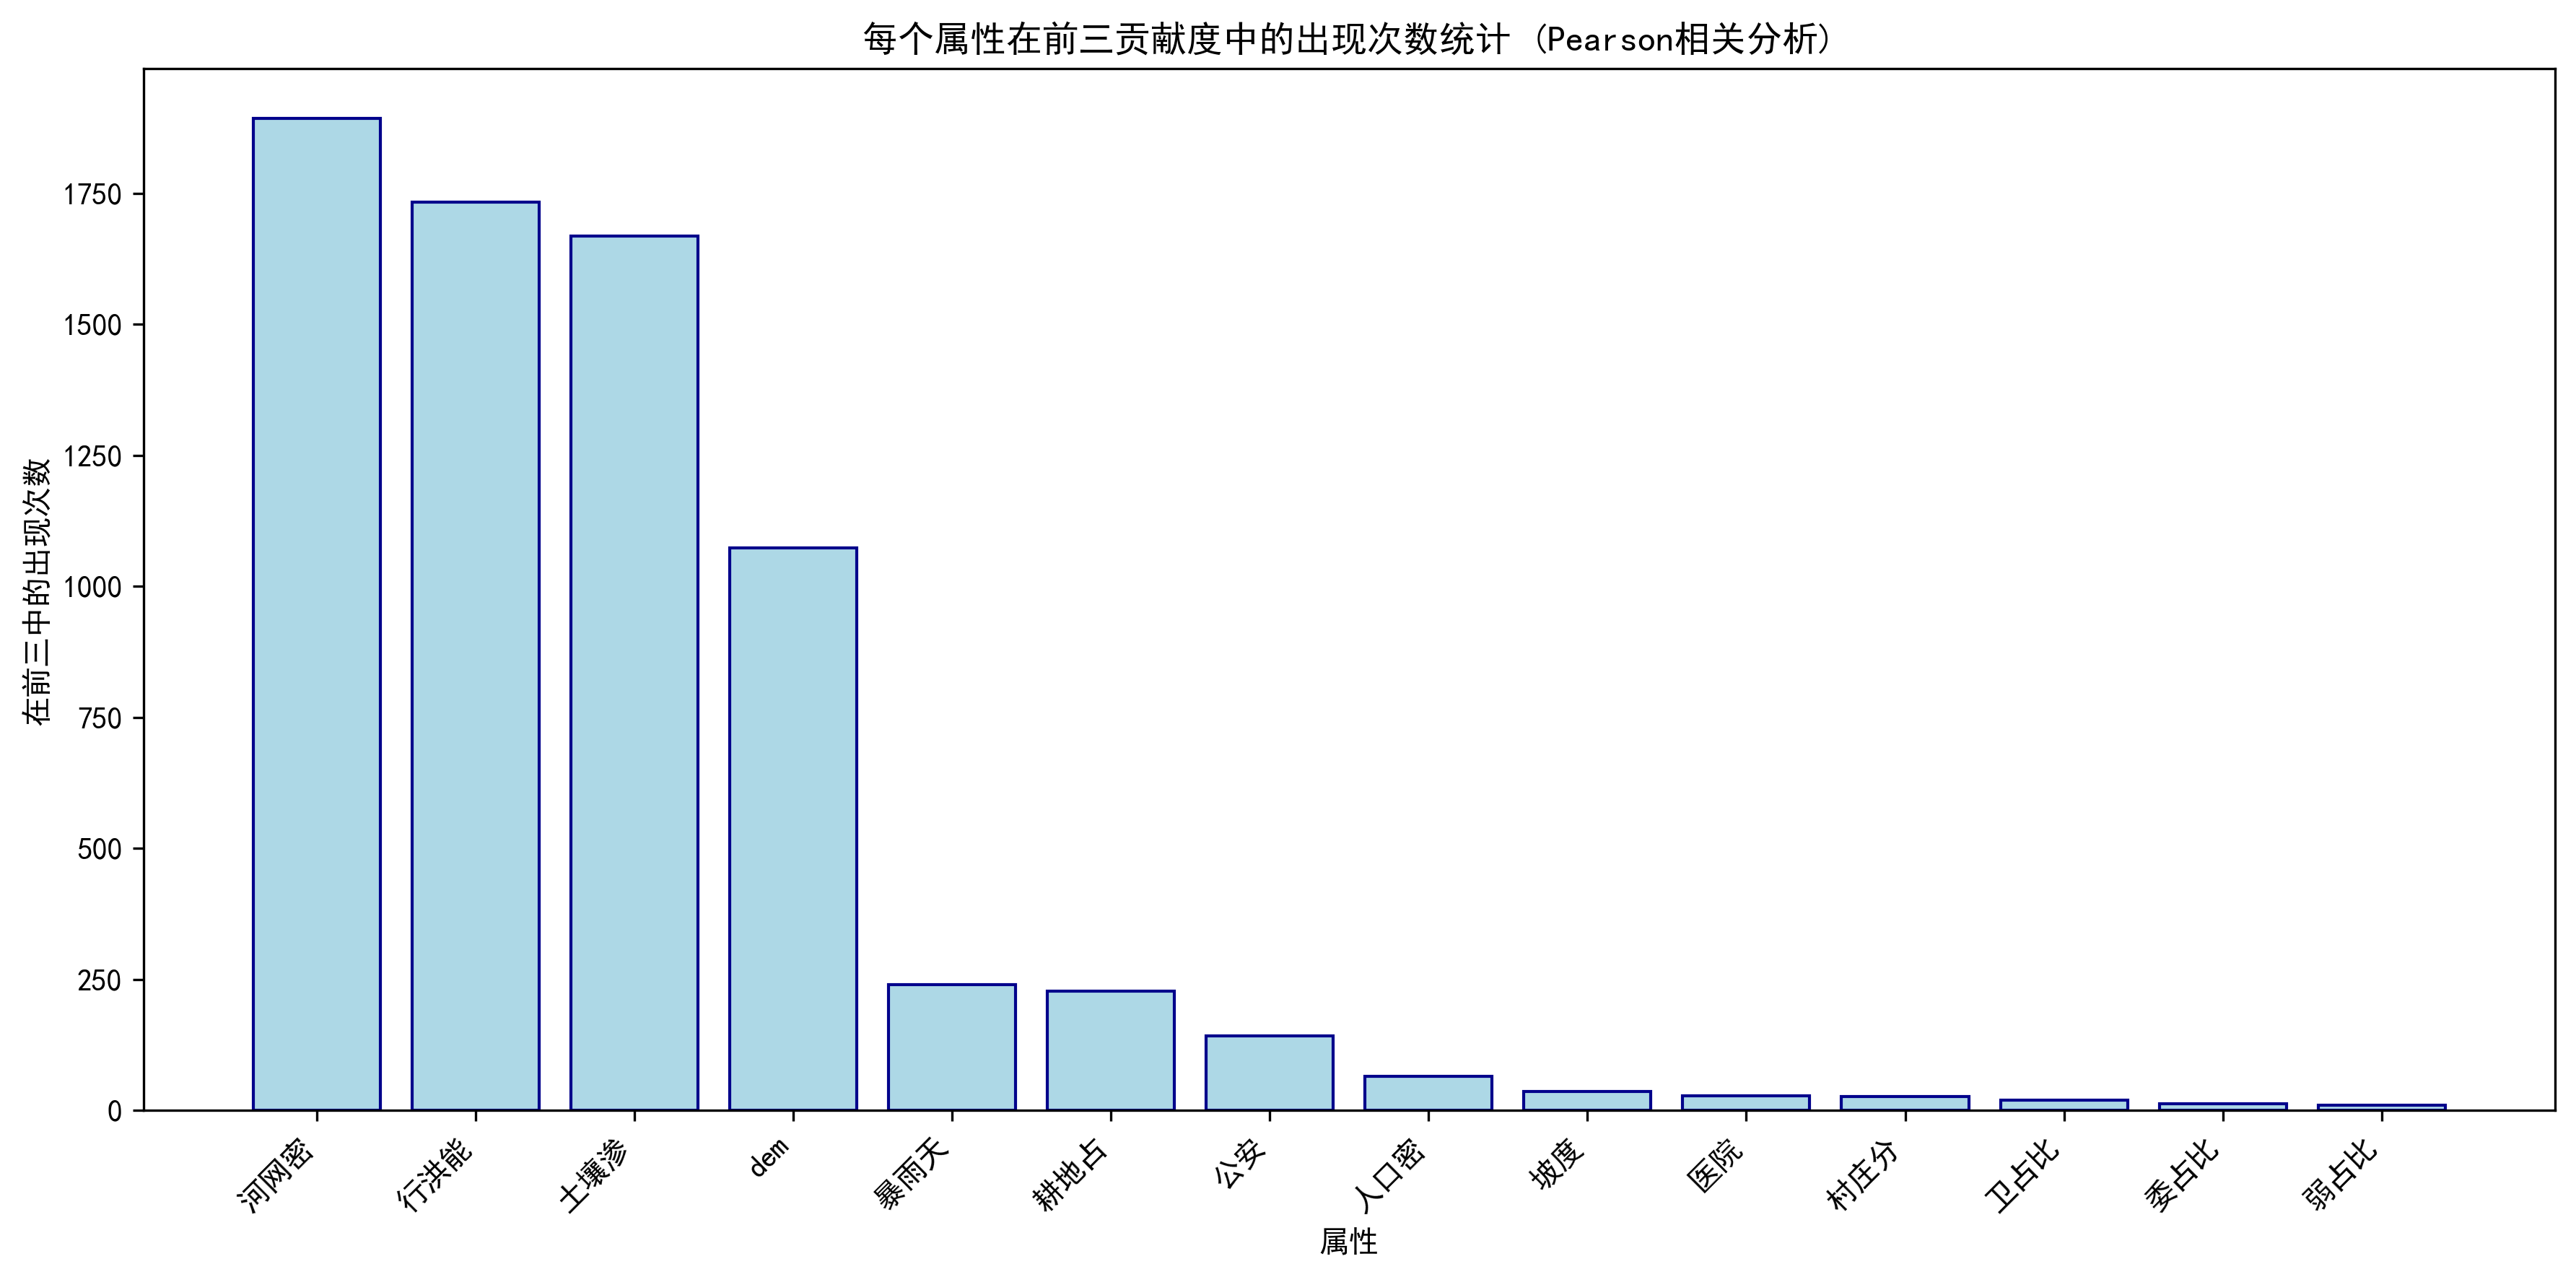 每个属性在前三贡献度中的出现次数统计 (Pearson相关分析)
在前三中的出现次数
1750
1500
1250
1000
750
500
250
0
河网密
行洪能
土壤渗
dem
暴雨天
耕地占
公安
人口密
坡度
医院
村庄分
卫占比
委占比
弱占比
属性